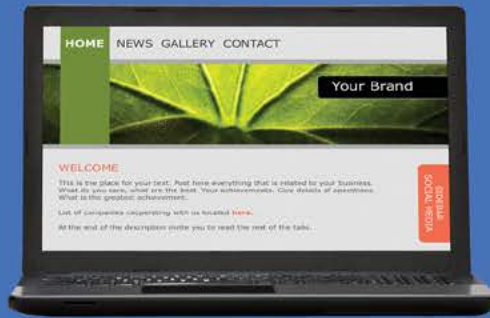 HOME NEWS GALLERY CONTACT
Your Brand
WELCOME
This is the place for your text. Post here everything that is related to your business.
What do you care, what are the best. Your achievements. Give details of operations.
What is the greatest achievement.
List of companies cooperating with us located here.
At the end of the description invite you to read the rest of the tabs.
SIDEBAR
SOCIAL MEDIA